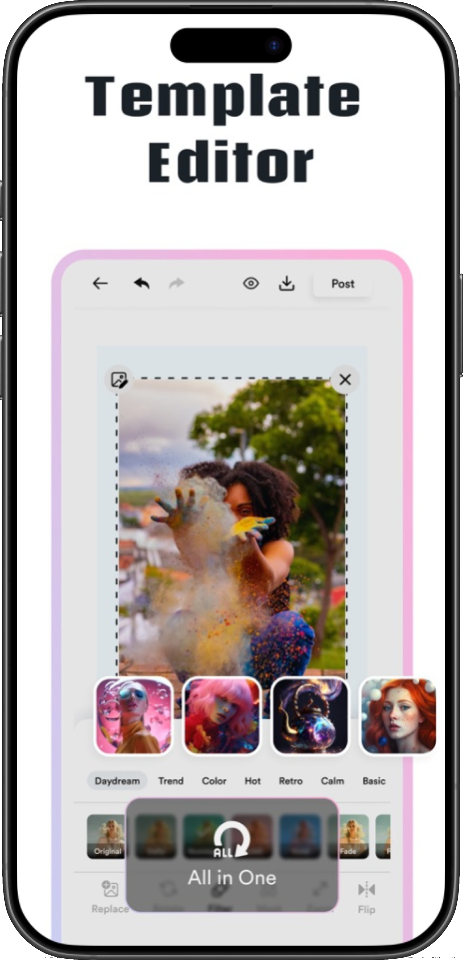 Template
Editor
Post
Daydream Trend Color Hot Retro Calm Basic
Original Fade
ALL
All in One
Replace Filter Flip